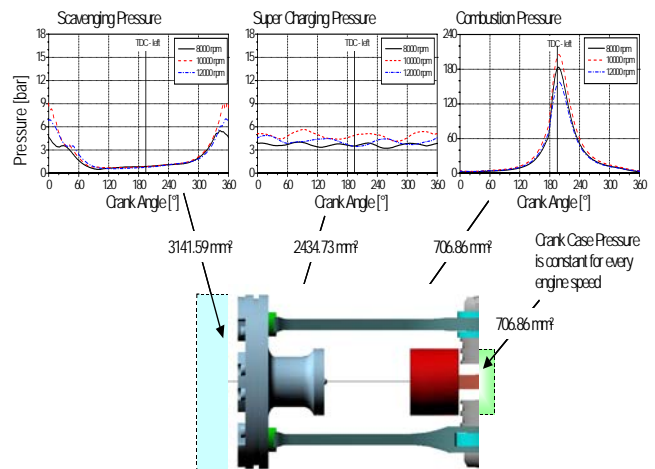 Scavenging Pressure
Super Charging Pressure
Combustion Pressure
TDC - left
TDC - left
TDC - left
18
15
12
9
6
3
0
8000 rpm
10000 rpm
12000 rpm
Pressure [bar]
0 60 120 180 240 300 360
Crank Angle [°]
18
15
12
9
6
3
0
8000 rpm
10000 rpm
12000 rpm
0 60 120 180 240 300 360
Crank Angle [°]
240
180
120
60
0
8000 rpm
10000 rpm
12000 rpm
0 60 120 180 240 300 360
Crank Angle [°]
3141.59 mm²
2434.73 mm²
706.86 mm²
Crank Case Pressure
is constant for every
engine speed
706.86 mm²